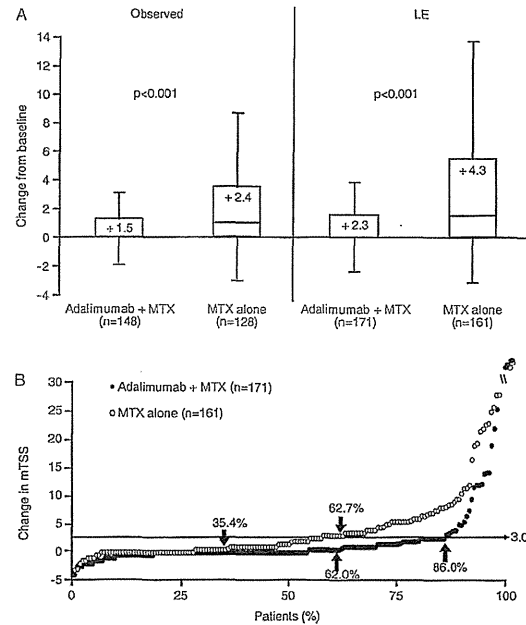 A
Observed
LE
14
12
10
8
6
4
2
0
-2
-4
Change from baseline
p<0.001
p<0.001
+1.5
+2.4
+2.3
+4.3
Adalimumab + MTX
(n=148)
MTX alone
(n=128)
Adalimumab + MTX
(n=171)
MTX alone
(n=161)
B
30
25
20
15
10
5
0
-5
Change in mTSS
Adalimumab + MTX (n=171)
MTX alone (n=161)
35.4%
62.7%
3.0
62.0%
86.0%
0
25
50
75
100
Patients (%)